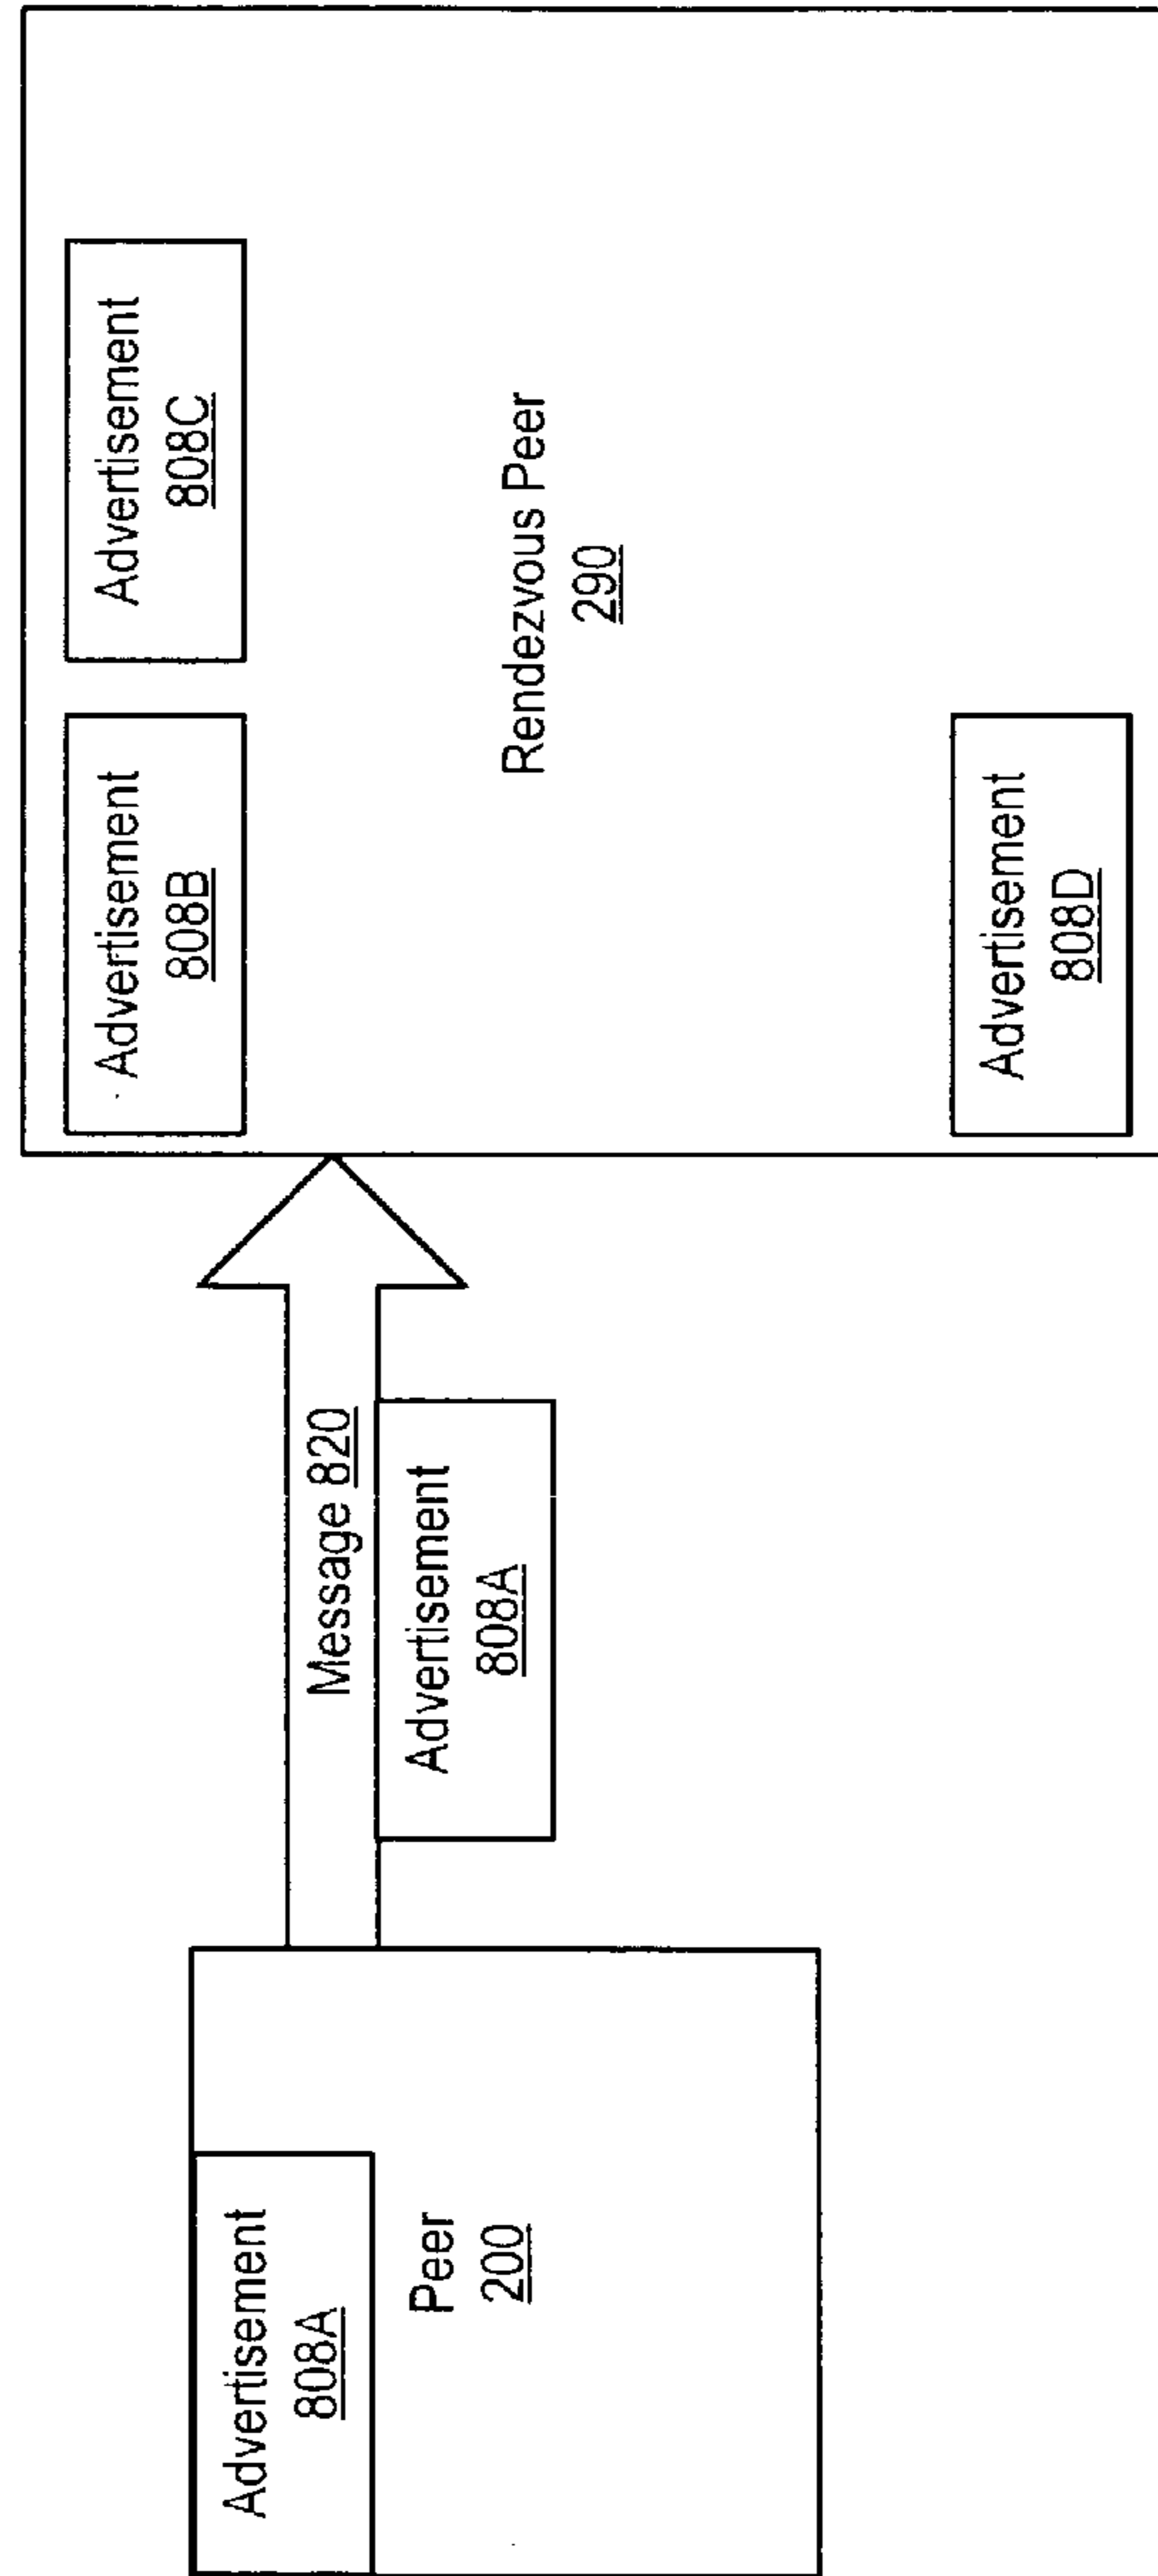 Advertisement
808A
Peer
200
Message 820
Advertisement
808A
Advertisement
808B
Advertisement
808C
Rendezvous Peer
290
Advertisement
808D